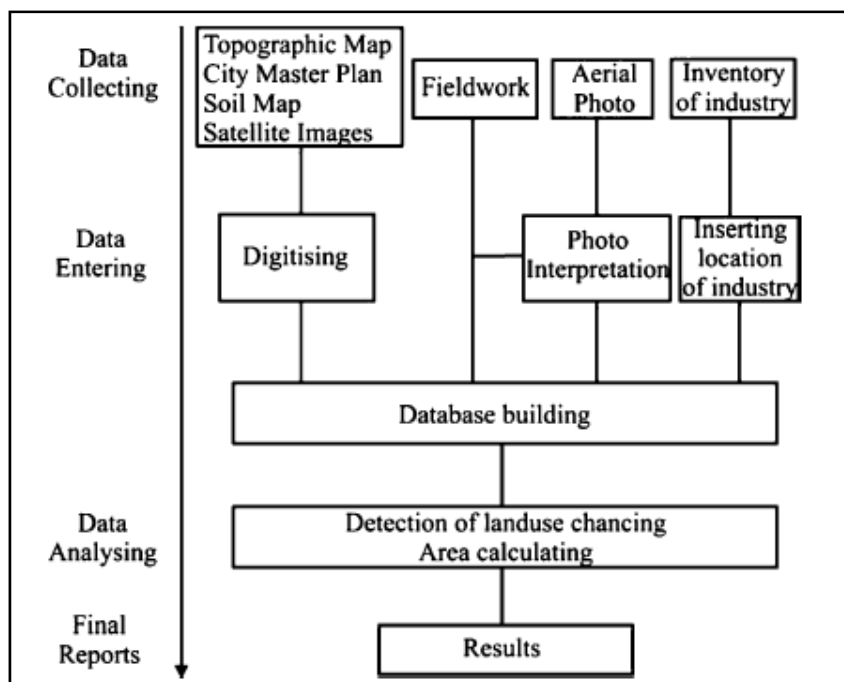 Data
Collecting
Topographic Map
City Master Plan
Soil Map
Satellite Images
Fieldwork
Aerial
Photo
Inventory
of industry
Data
Entering
Digitising
Photo
Interpretation
Inserting
location
of industry
Database building
Data
Analysing
Detection of landuse chancing
Area calculating
Final
Reports
Results